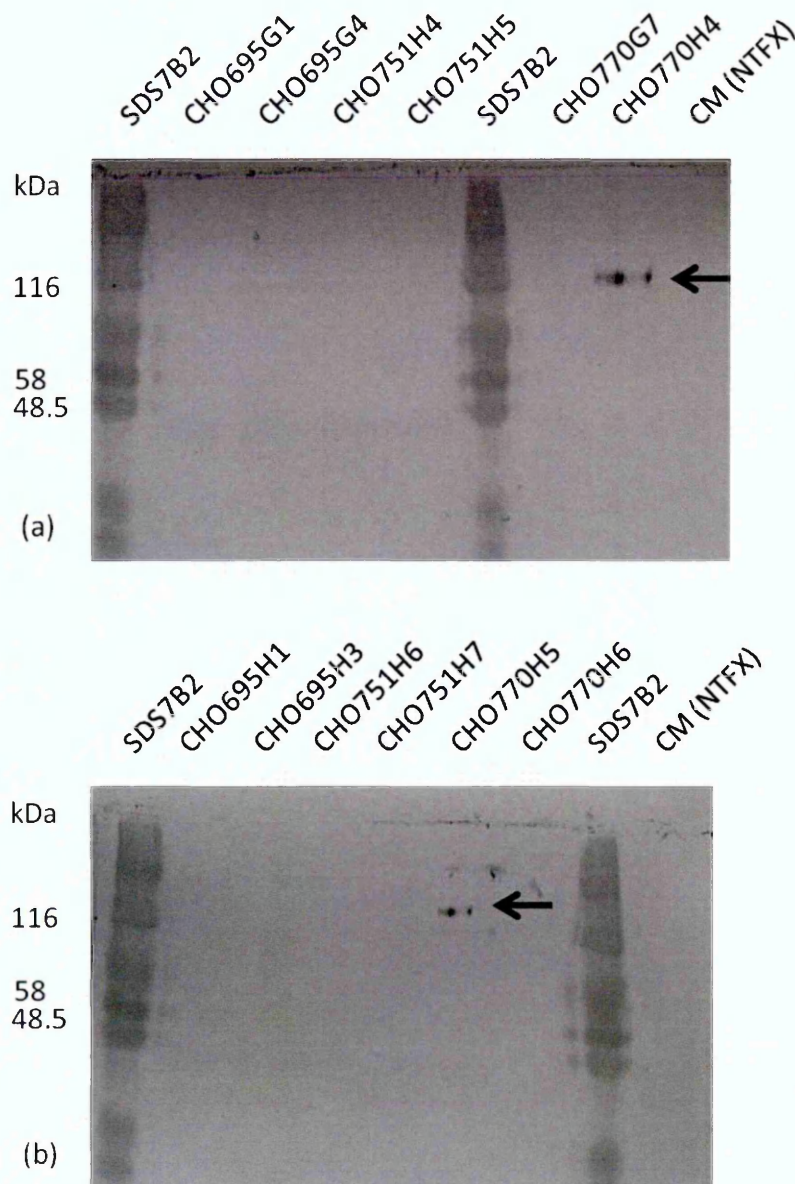 SDS7B2 CHO695G1 CHO695G4 CHO751H4 CHO751H5 SDS7B2 CHO770G7 CHO770H4 CM (NTFX)
kDa
116
58
48.5
(a)
SDS7B2 CHO695H1 CHO695H3 CHO751H6 CHO751H7 CHO770H5 CHO770H6 SDS7B2 CM (NTFX)
kDa
116
58
48.5
(b)